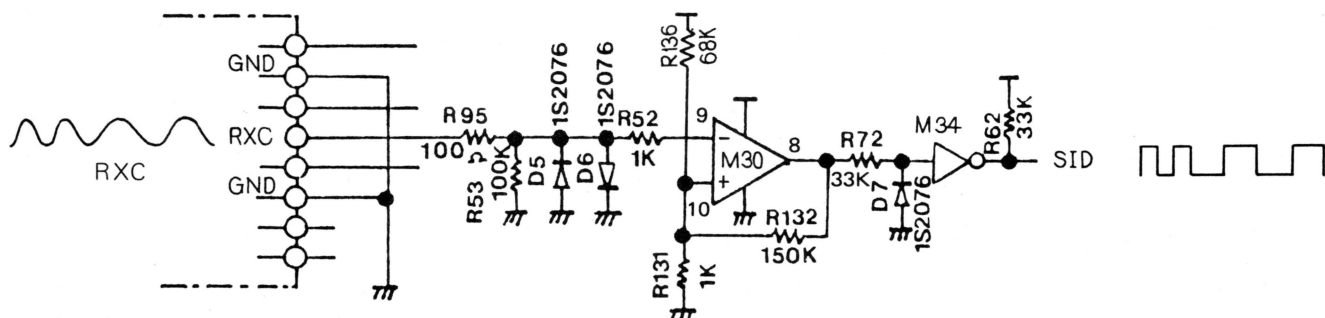 GND
RXC
GND
RXC
R95
100
R53
100K
D5
1S2076
D6
1S2076
R52
1K
R136
68K
9
−
M30
+
10
8
R131
1K
R132
150K
R72
33K
D7
1S2076
M34
R62
33K
SID